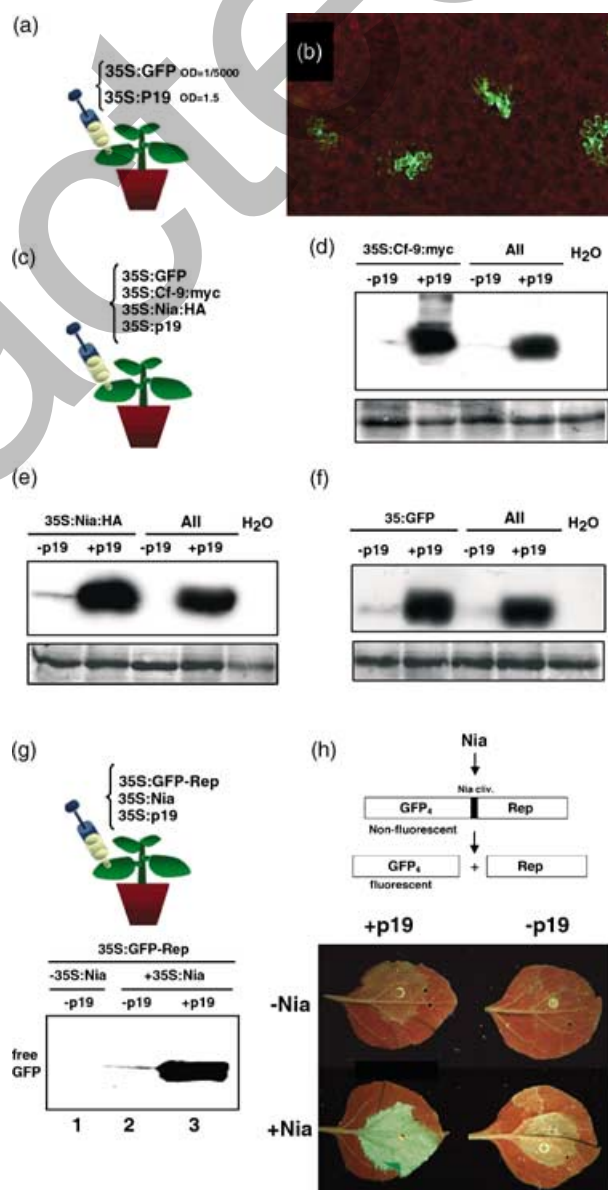 (a)
35S:GFP OD=1/5000
35S:P19 OD=1.5
(b)
(c)
35S:GFP
35S:Cf-9:myc
35S:Nia:HA
35S:p19
(d)
35S:Cf-9:myc All H2O
-p19 +p19 -p19 +p19
(e)
35S:Nia:HA All H2O
-p19 +p19 -p19 +p19
(f)
35:GFP All H2O
-p19 +p19 -p19 +p19
(g)
35S:GFP-Rep
35S:Nia
35S:p19
35S:GFP-Rep
-35S:Nia +35S:Nia
-p19 -p19 +p19
free
GFP
1 2 3
(h)
Nia
Nia cliv.
GFP4 Rep
Non-fluorescent
GFP4 + Rep
fluorescent
+p19 -p19
-Nia
+Nia